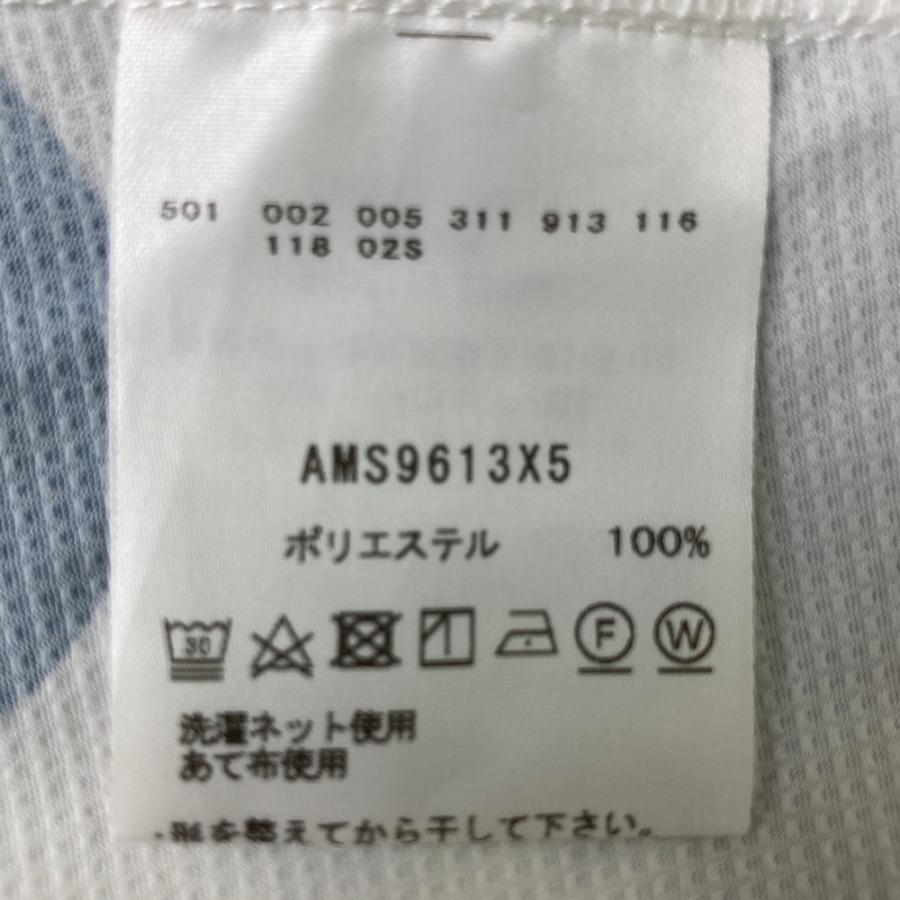 501 002 005 311 913 116
118 02S
AMS9613X5
ポリエステル 100%
30 F W
洗濯ネット使用
あて布使用
・形を整えてから干して下さい。